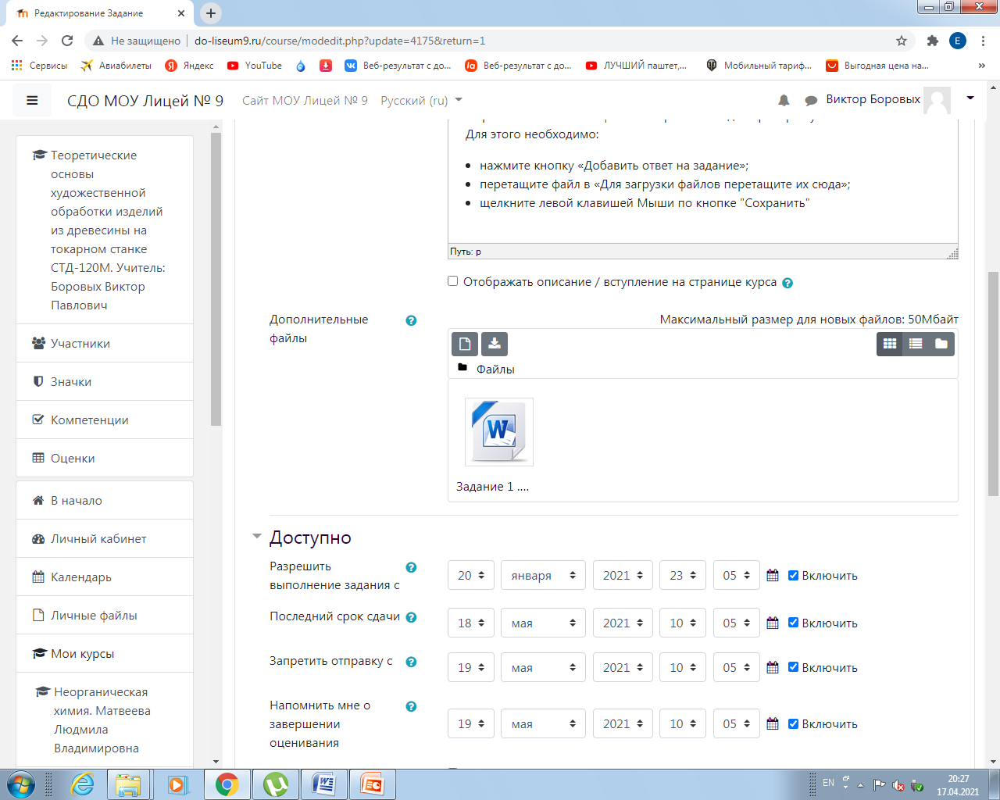 Редактирование Задание
Не защищено | do-liseum9.ru/course/modedit.php?update=4175&return=1
E
Сервисы Авиабилеты Яндекс YouTube Веб-результат с до... Веб-результат с до... ЛУЧШИЙ паштет,... Мобильный тариф... Выгодная цена на... »
СДО МОУ Лицей № 9 Сайт МОУ Лицей № 9 Русский (ru) Виктор Боровых
Теоретические
основы
художественной
обработки изделий
из древесины на
токарном станке
СТД-120М. Учитель:
Боровых Виктор
Павлович
Участники
Значки
Компетенции
Оценки
В начало
Личный кабинет
Календарь
Личные файлы
Мои курсы
Неорганическая
химия. Матвеева
Людмила
Владимировна
Для этого необходимо:
• нажмите кнопку «Добавить ответ на задание»;
• перетащите файл в «Для загрузки файлов перетащите их сюда»;
• щелкните левой клавишей Мыши по кнопке "Сохранить"
Путь: p
Отображать описание / вступление на странице курса
Дополнительные
файлы
Максимальный размер для новых файлов: 50Мбайт
Файлы
Задание 1 ....
Доступно
Разрешить
выполнение задания с
20 января 2021 23 05 Включить
Последний срок сдачи 18 мая 2021 10 05 Включить
Запретить отправку с 19 мая 2021 10 05 Включить
Напомнить мне о
завершении
оценивания
19 мая 2021 10 05 Включить
EN
20:27
17.04.2021